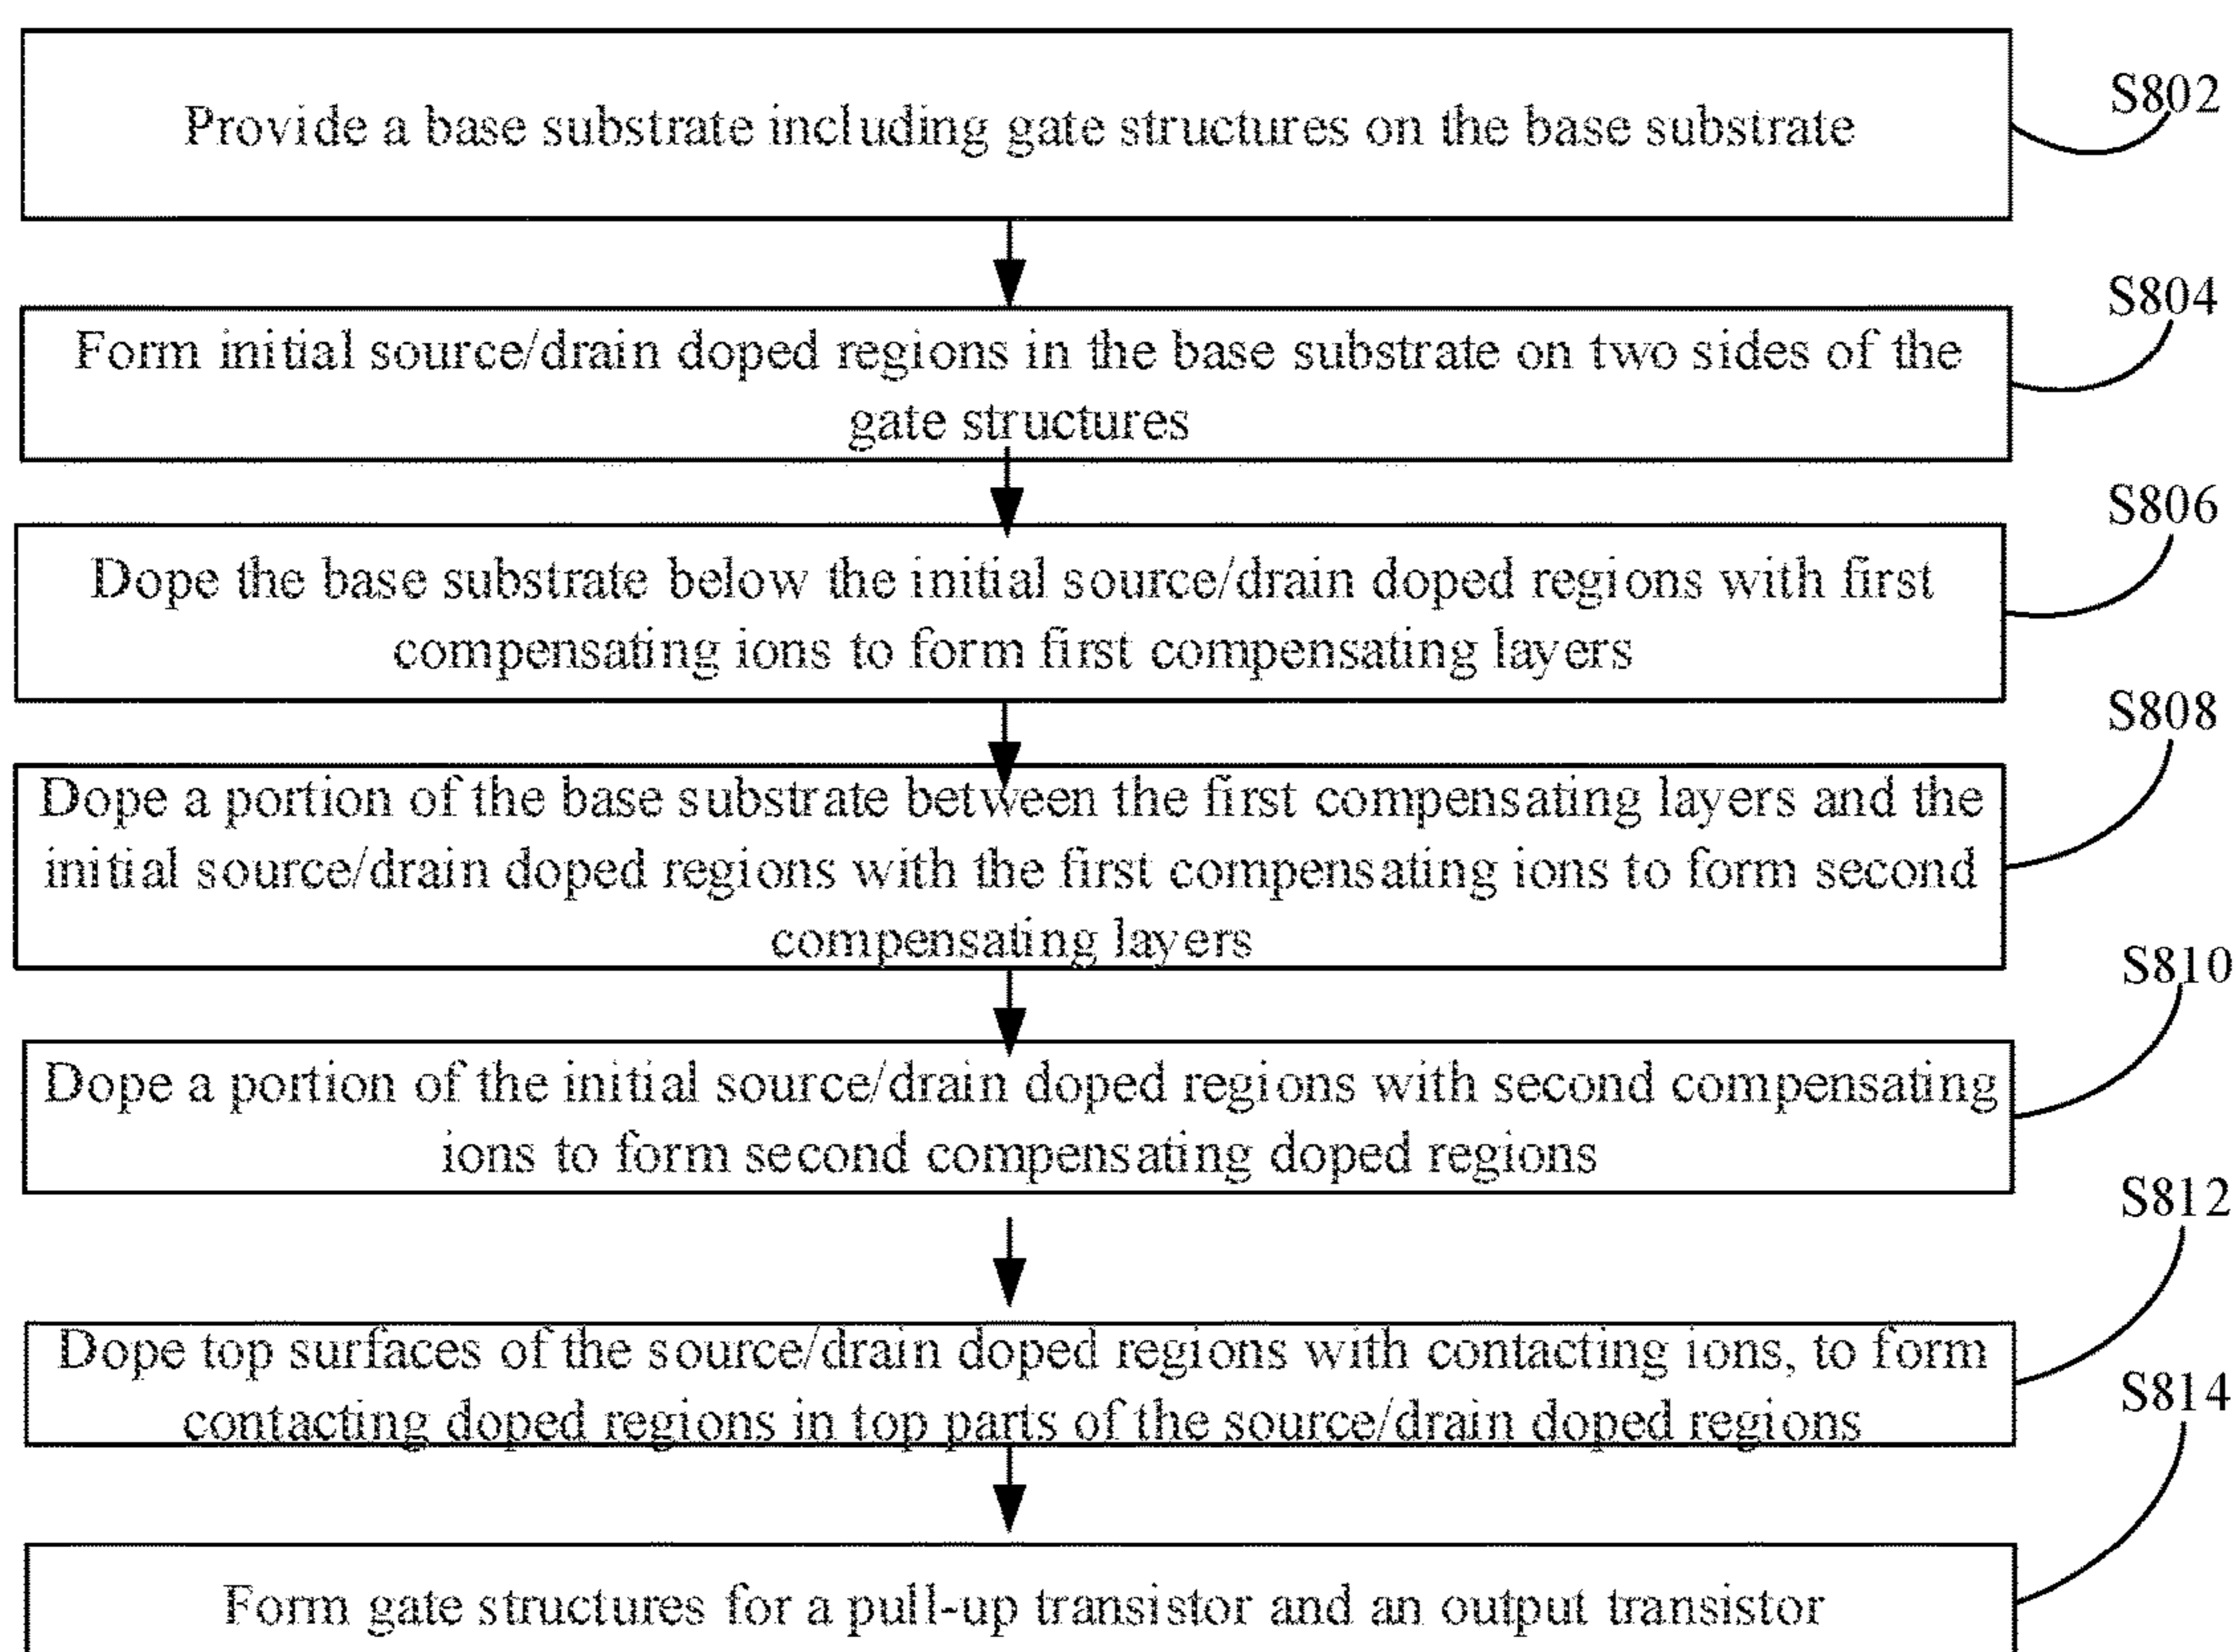 Provide a base substrate including gate structures on the base substrate
S802
S804
Form initial source/drain doped regions in the base substrate on two sides of the
gate structures
S806
Dope the base substrate below the initial source/drain doped regions with first
compensating ions to form first compensating layers
S808
Dope a portion of the base substrate between the first compensating layers and the
initial source/drain doped regions with the first compensating ions to form second
compensating layers
S810
Dope a portion of the initial source/drain doped regions with second compensating
ions to form second compensating doped regions
S812
Dope top surfaces of the source/drain doped regions with contacting ions, to form
contacting doped regions in top parts of the source/drain doped regions
S814
Form gate structures for a pull-up transistor and an output transistor